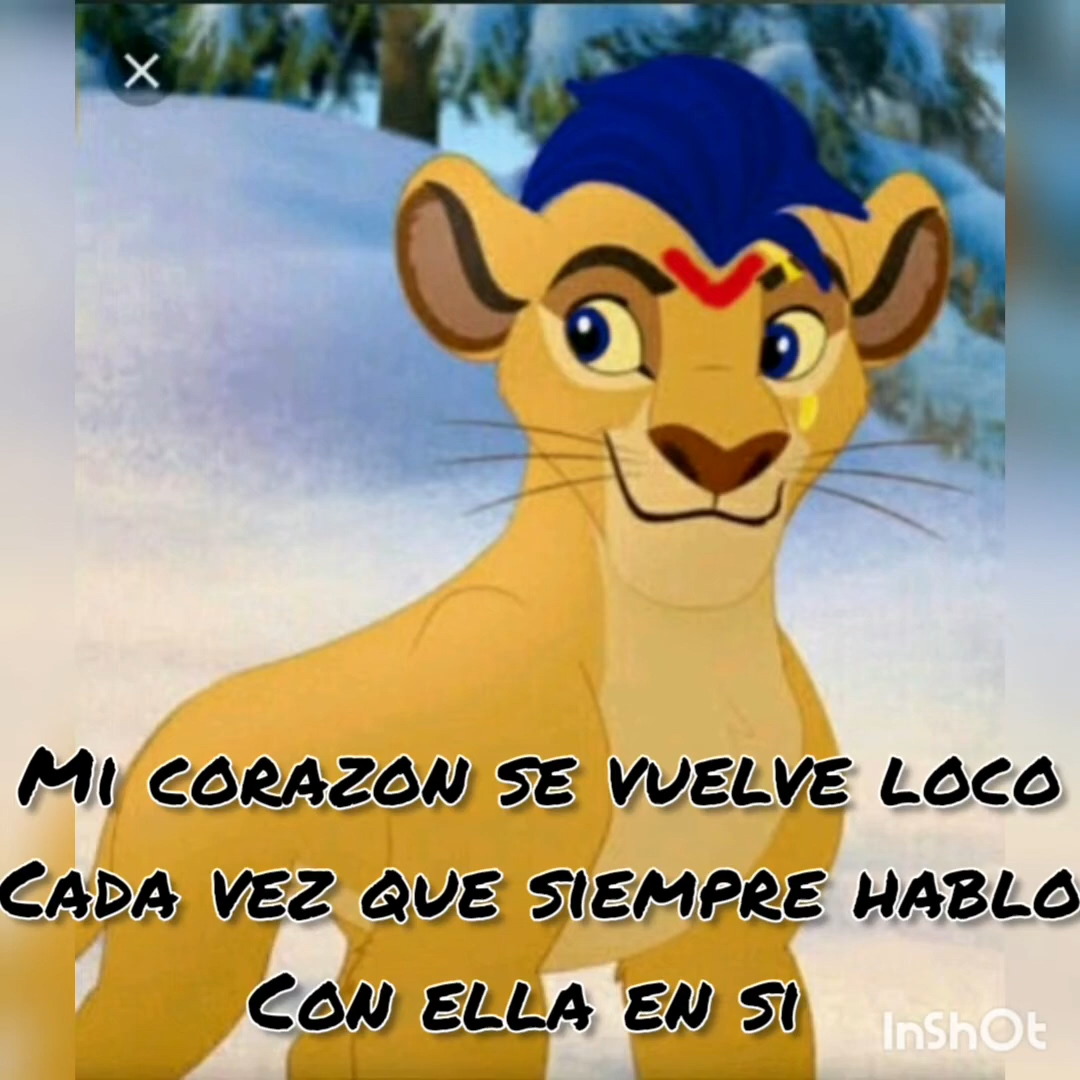 Mi corazon se vuelve loco
Cada vez que siempre hablo
Con ella en si
InShOt